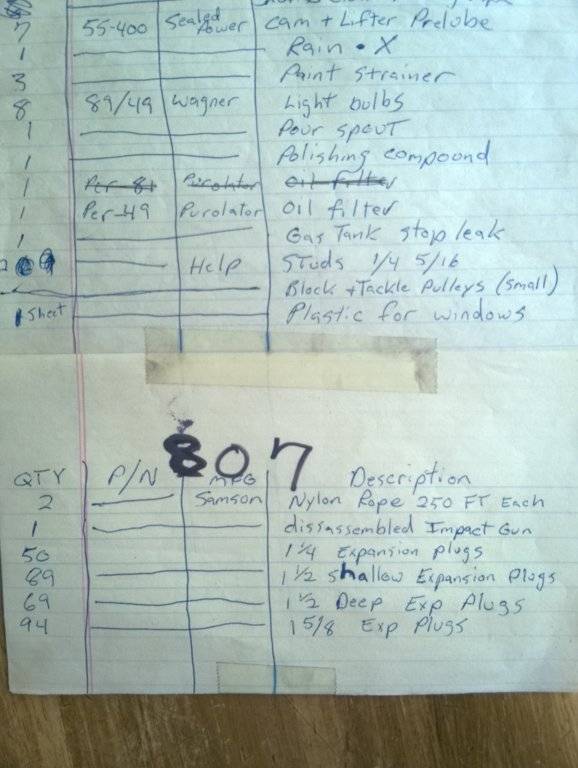 7 55-400 Sealed Power Cam + Lifter Prelube
1 Rain • X
3 Paint Strainer
8 89/49 Wagner Light bulbs
1 Pour spout
1 Polishing compound
1 Per-81 Purolator Oil filter
1 Per-49 Purolator Oil filter
1 Gas Tank stop leak
2 Help Studs 1/4 5/16
Block + Tackle Pulleys (small)
1 sheet Plastic for windows
807
QTY P/N MFG Description
2 Samson Nylon Rope 250 FT Each
1 dissassembled Impact Gun
50 1 1/4 Expansion plugs
89 1 1/2 shallow Expansion Plugs
69 1 1/2 Deep Exp Plugs
94 1 5/8 Exp Plugs